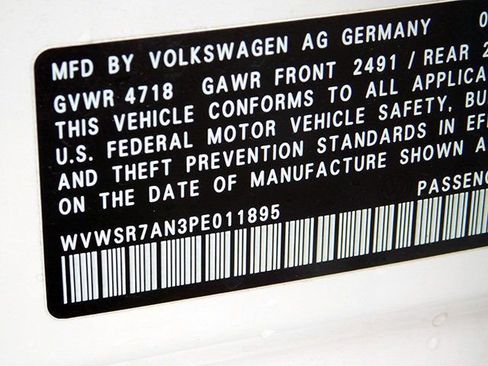 MFD BY VOLKSWAGEN AG GERMANY
GVWR 4718 GAWR FRONT 2491 / REAR
THIS VEHICLE CONFORMS TO ALL
U.S. FEDERAL MOTOR VEHICLE SAFETY,
AND THEFT PREVENTION STANDARDS IN
ON THE DATE OF MANUFACTURE SHOWN
WVWSR7AN3PE011895